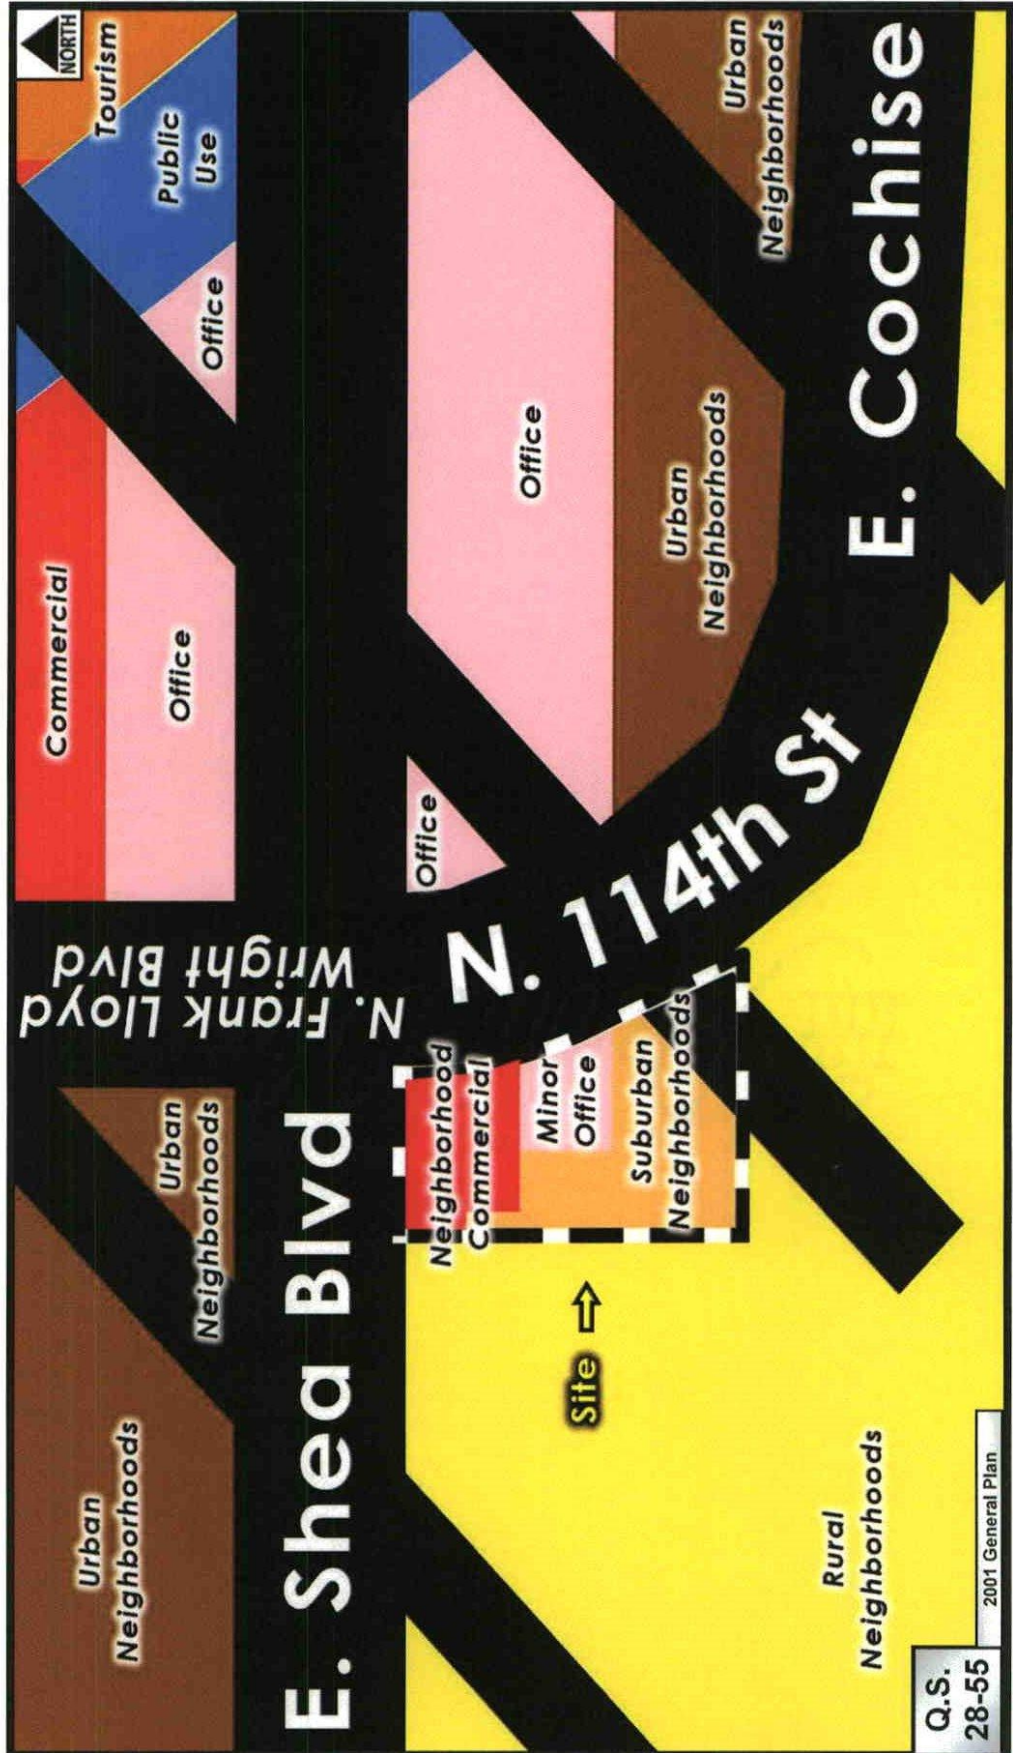 Urban
Neighborhoods
Urban
Neighborhoods
N. Frank Lloyd
Wright Blvd
Commercial
Office
Office
Public
Use
Tourism
NORTH
E. Shea Blvd
Neighborhood
Commercial
Minor
Office
Suburban
Neighborhoods
Site
N. 114th St
Office
Office
Urban
Neighborhoods
Urban
Neighborhoods
E. Cochise
Rural
Neighborhoods
Q.S.
28-55
2001 General Plan